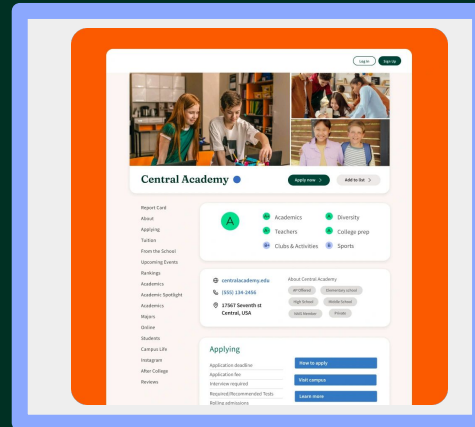 Log in
Sign Up
Central Academy
Apply now
Add to list
Report Card
About
Applying
Tuition
From the School
Upcoming Events
Rankings
Academics
Academic Spotlight
Academics
Majors
Online
Students
Campus Life
Instagram
After College
Reviews
A
Academics
Diversity
Teachers
College prep
Clubs & Activities
Sports
centralacademy.edu
(555) 134-2456
17567 Seventh st
Central, USA
About Central Academy
AP Offered
Elementary school
High School
Middle School
NAIS Member
Private
Applying
Application deadline
Application fee
Interview required
Required/Recommended Tests
Rolling admissions
How to apply
Visit campus
Learn more